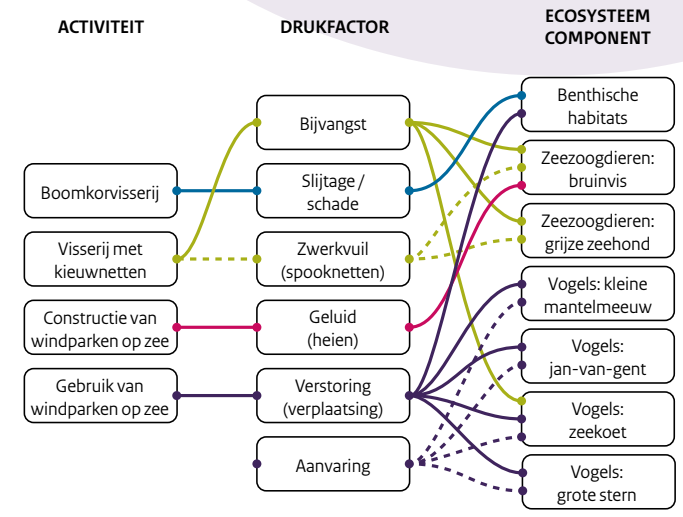 ACTIVITEIT
DRUKFACTOR
ECOSYSTEEM
COMPONENT
Boomkorvisserij
Visserij met
kieuwnetten
Constructie van
windparken op zee
Gebruik van
windparken op zee
Bijvangst
Slijtage /
schade
Zwerkvuil
(spooknetten)
Geluid
(heien)
Verstoring
(verplaatsing)
Aanvaring
Benthische
habitats
Zeezoogdieren:
bruinvis
Zeezoogdieren:
grijze zeehond
Vogels: kleine
mantelmeeuw
Vogels:
jan-van-gent
Vogels:
zeekoet
Vogels:
grote stern